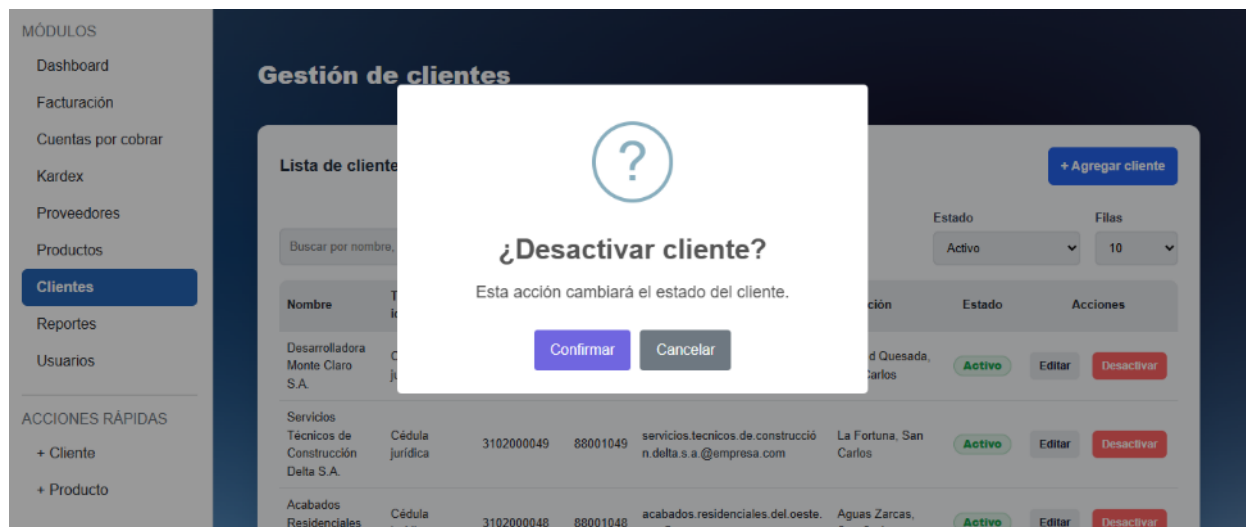 MÓDULOS
Dashboard
Facturación
Cuentas por cobrar
Kardex
Proveedores
Productos
Clientes
Reportes
Usuarios
ACCIONES RÁPIDAS
+ Cliente
+ Producto
Gestión de clientes
Lista de cliente
+ Agregar cliente
Estado
Filas
Buscar por nombre,
Activo
10
¿Desactivar cliente?
Esta acción cambiará el estado del cliente.
Confirmar
Cancelar
Nombre
Estado
Acciones
Desarrolladora
Monte Claro
S.A.
d Quesada,
Carlos
Activo
Editar
Desactivar
Servicios
Técnicos de
Construcción
Delta S.A.
Cédula
jurídica
3102000049
88001049
servicios.tecnicos.de.construcció
n.delta.s.a.@empresa.com
La Fortuna, San
Carlos
Activo
Editar
Desactivar
Acabados
Residenciales
Cédula
3102000048
88001048
acabados.residenciales.del.oeste.
Aguas Zarcas,
Activo
Editar
Desactivar